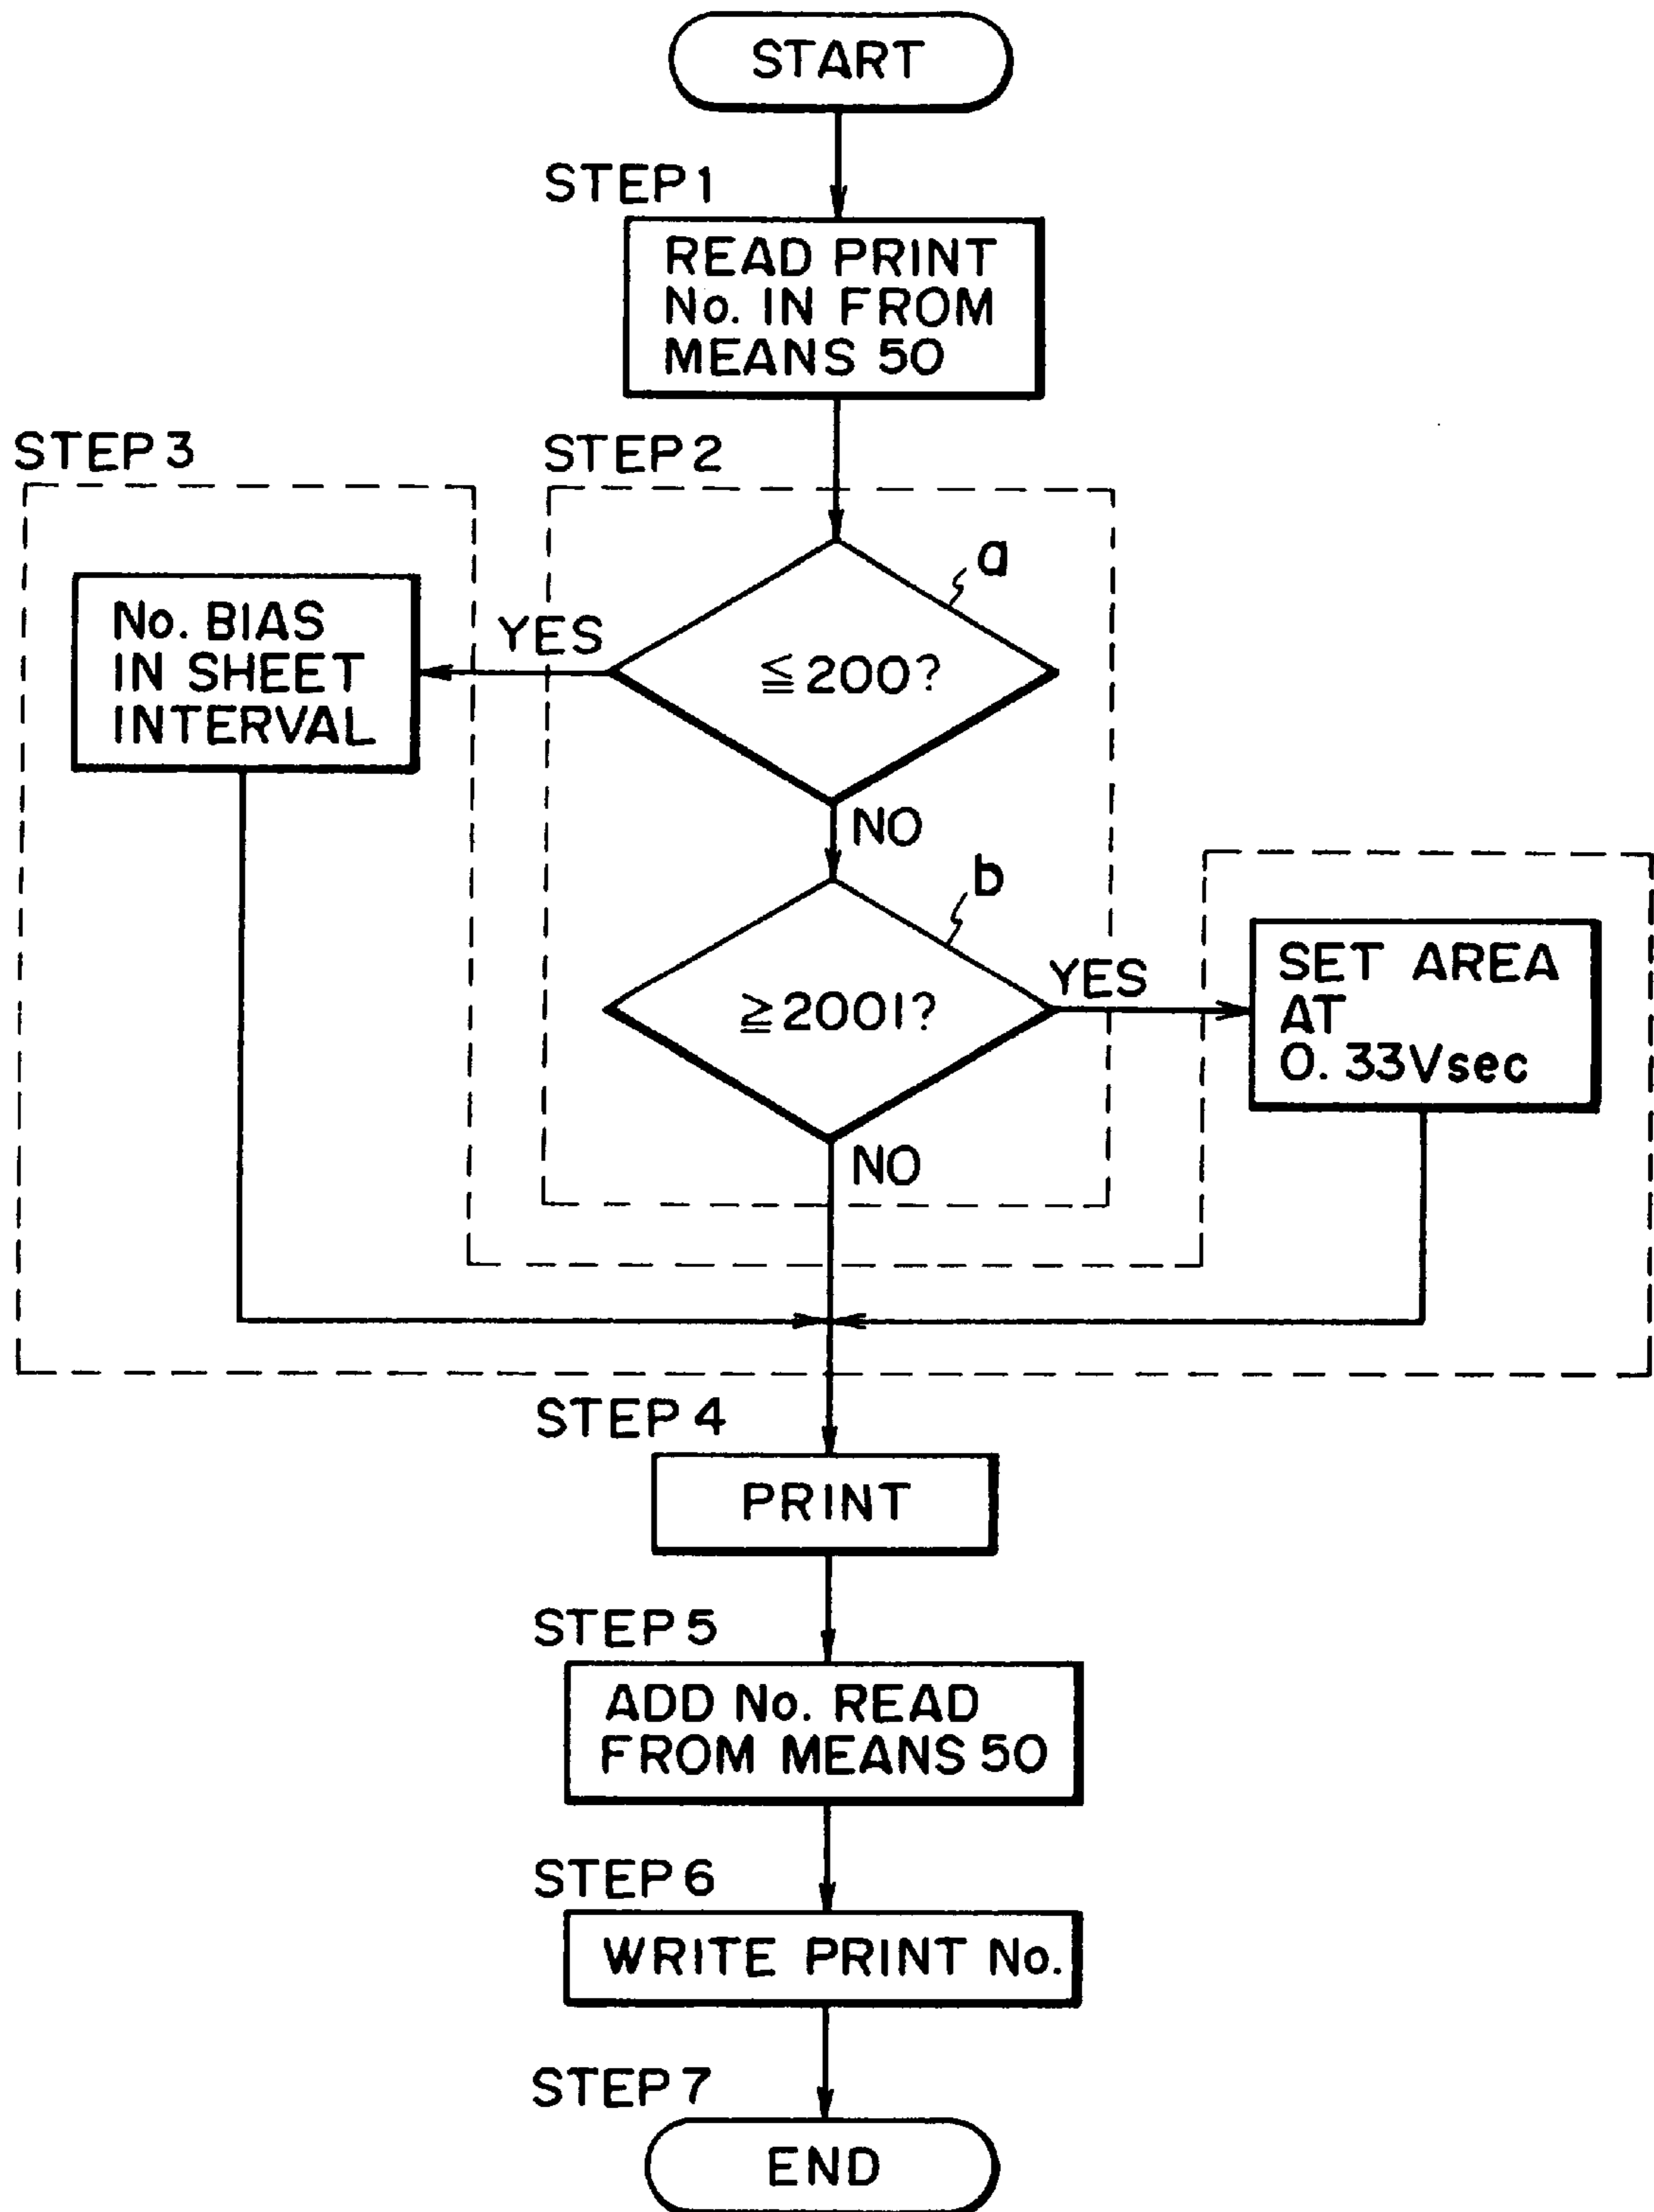 START
STEP 1
READ PRINT
No. IN FROM
MEANS 50
STEP 3
STEP 2
a
No. BIAS
IN SHEET
INTERVAL
YES
≦200?
NO
b
≧2001?
YES
SET AREA
AT
0.33Vsec
NO
STEP 4
PRINT
STEP 5
ADD No. READ
FROM MEANS 50
STEP 6
WRITE PRINT No.
STEP 7
END